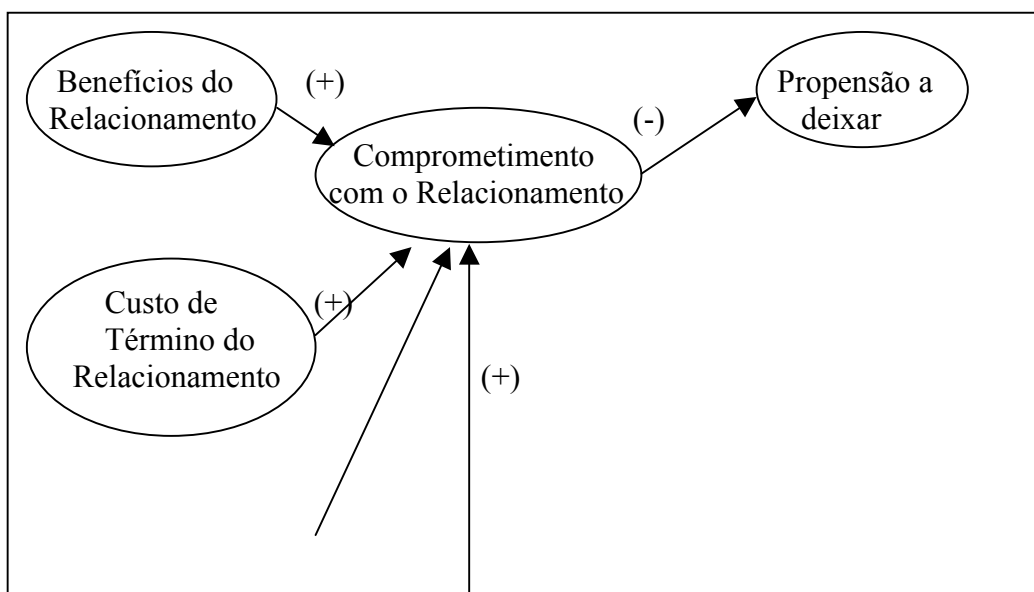 Benefícios do
Relacionamento
(+)
Propensão a
deixar
(-)
Comprometimento
com o Relacionamento
Custo de
Término do
Relacionamento
(+)
(+)